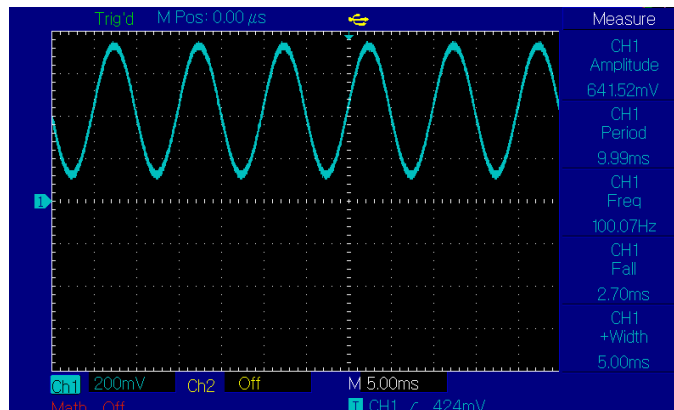 Trig'd M Pos: 0.00 μs Measure
CH1
Amplitude
641.52mV
CH1
Period
9.99ms
CH1
Freq
100.07Hz
CH1
Fall
2.70ms
CH1
+Width
5.00ms
1
Ch1 200mV Ch2 Off M 5.00ms
Math Off T CH1 424mV